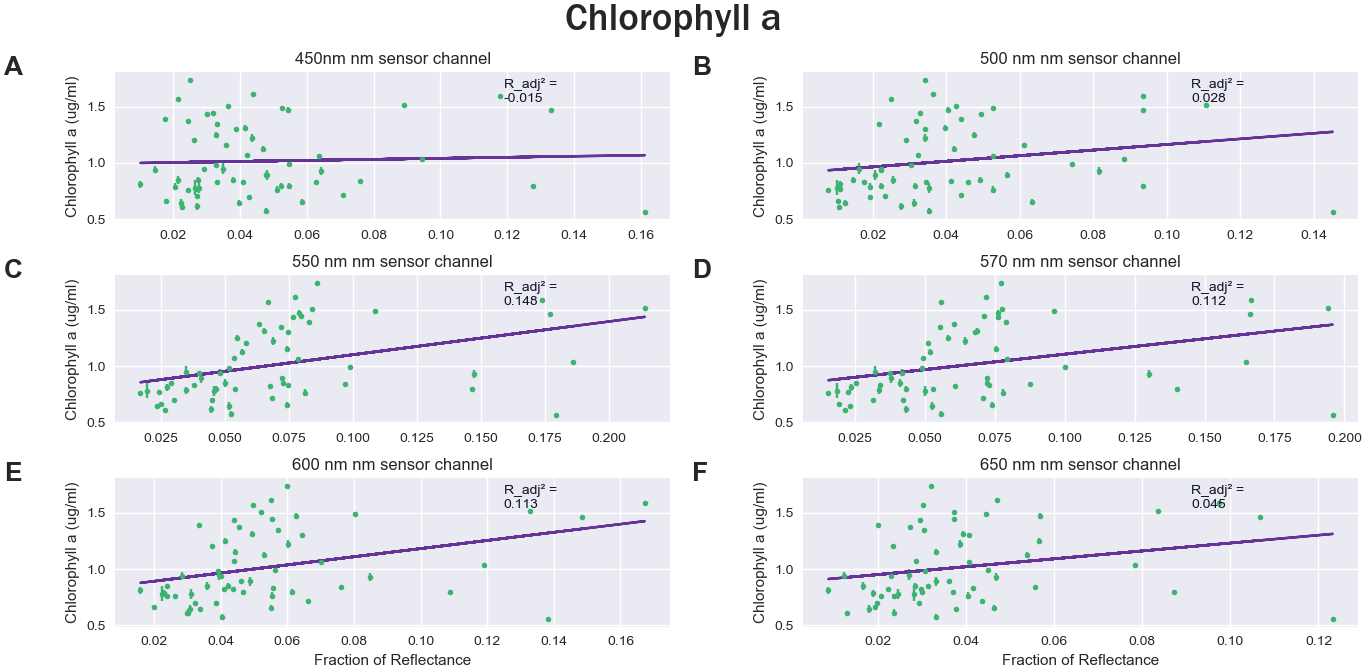 Chlorophyll a
A
450nm nm sensor channel
Chlorophyll a (ug/ml)
1.5
1.0
0.5
R_adj² =
-0.015
0.02 0.04 0.06 0.08 0.10 0.12 0.14 0.16
B
500 nm nm sensor channel
Chlorophyll a (ug/ml)
1.5
1.0
0.5
R_adj² =
0.028
0.02 0.04 0.06 0.08 0.10 0.12 0.14
C
550 nm nm sensor channel
Chlorophyll a (ug/ml)
1.5
1.0
0.5
R_adj² =
0.148
0.025 0.050 0.075 0.100 0.125 0.150 0.175 0.200
D
570 nm nm sensor channel
Chlorophyll a (ug/ml)
1.5
1.0
0.5
R_adj² =
0.112
0.025 0.050 0.075 0.100 0.125 0.150 0.175 0.200
E
600 nm nm sensor channel
Chlorophyll a (ug/ml)
1.5
1.0
0.5
R_adj² =
0.113
0.02 0.04 0.06 0.08 0.10 0.12 0.14 0.16
Fraction of Reflectance
F
650 nm nm sensor channel
Chlorophyll a (ug/ml)
1.5
1.0
0.5
R_adj² =
0.045
0.02 0.04 0.06 0.08 0.10 0.12
Fraction of Reflectance